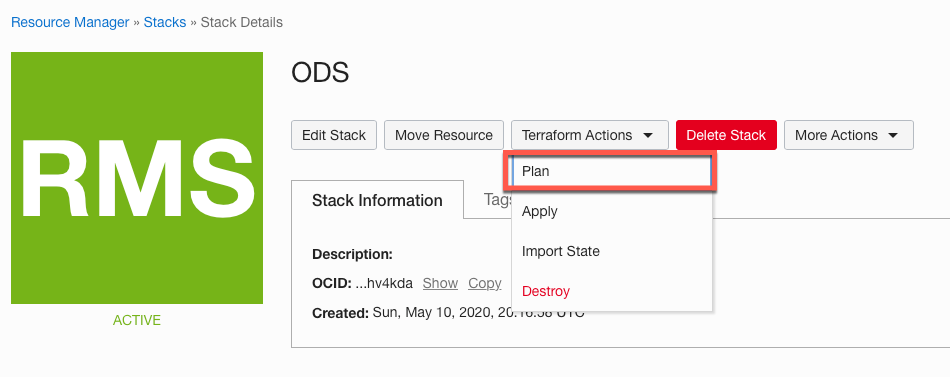 Resource Manager » Stacks » Stack Details
RMS
ACTIVE
ODS
Edit Stack Move Resource Terraform Actions Delete Stack More Actions
Plan
Apply
Import State
Destroy
Stack Information Tags
Description:
OCID: ...hv4kda Show Copy
Created: Sun, May 10, 2020, 20:16:58 UTC